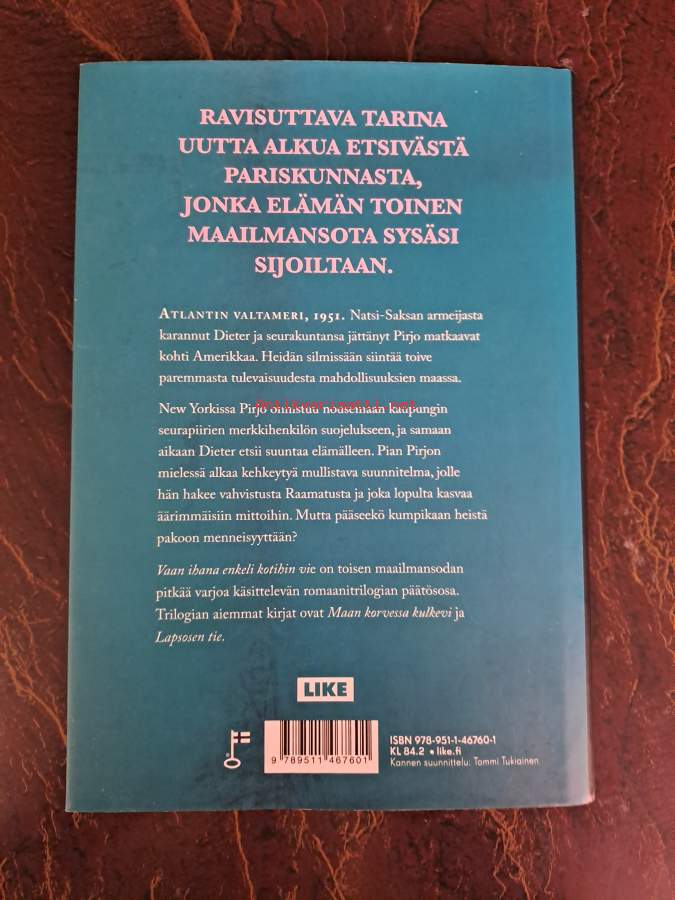 RAVISUTTAVA TARINA
UUTTA ALKUA ETSIVÄSTÄ
PARISKUNNASTA,
JONKA ELÄMÄN TOINEN
MAAILMANSOTA SYSÄSI
SIJOILTAAN.
ATLANTIN VALTAMERI, 1951. Natsi-Saksan armeijasta
karannut Dieter ja seurakuntansa jättänyt Pirjo matkaavat
kohti Amerikkaa. Heidän silmissään siintää toive
paremmasta tulevaisuudesta mahdollisuuksien maassa.
Antikvariaatti.net
New Yorkissa Pirjo onnistuu nousemaan kaupungin
seurapiirien merkkihenkilön suojelukseen, ja samaan
aikaan Dieter etsii suuntaa elämälleen. Pian Pirjon
mielessä alkaa kehkeytyä mullistava suunnitelma, jolle
hän hakee vahvistusta Raamatusta ja joka lopulta kasvaa
äärimmäisiin mittoihin. Mutta pääseekö kumpikaan heistä
pakoon menneisyyttään?
Vaan ihana enkeli kotihin vie on toisen maailmansodan
pitkää varjoa käsittelevän romaanitrilogian päätösosa.
Trilogian aiemmat kirjat ovat Maan korvessa kulkevi ja
Lapsosen tie.
LIKE
ISBN 978-951-1-46760-1
KL 84.2 • like.fi
Kannen suunnittelu: Tommi Tukiainen
9 789511 467601